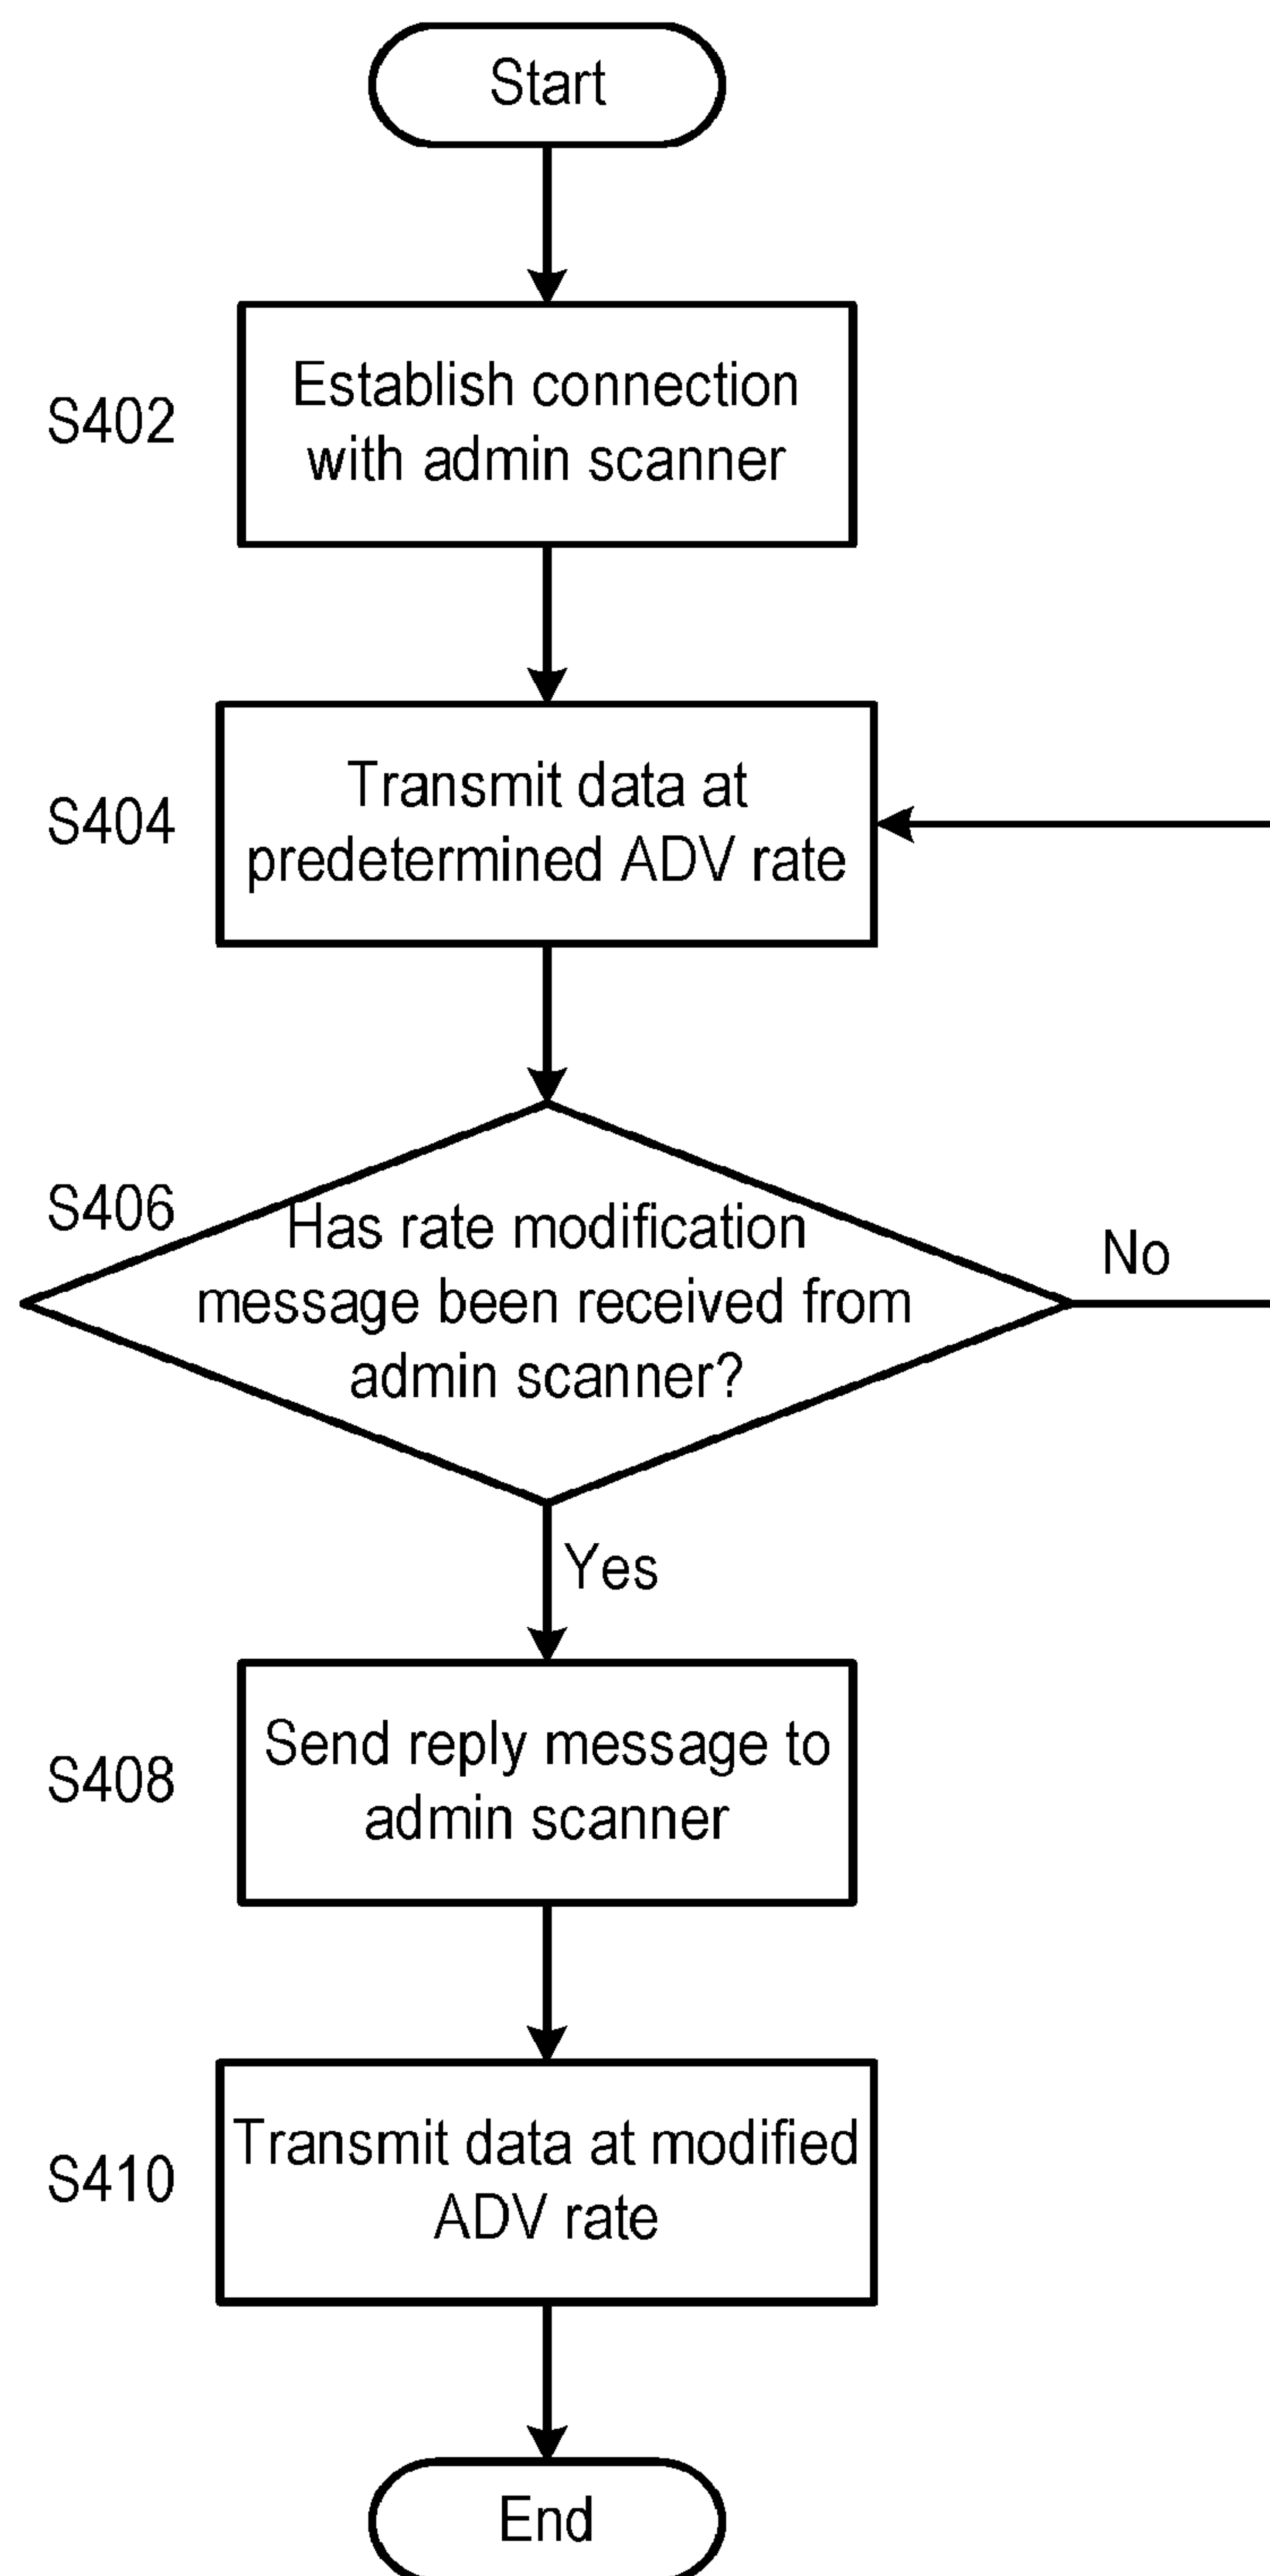 Start
S402
Establish connection
with admin scanner
S404
Transmit data at
predetermined ADV rate
S406
Has rate modification
message been received from
admin scanner?
No
Yes
S408
Send reply message to
admin scanner
S410
Transmit data at modified
ADV rate
End